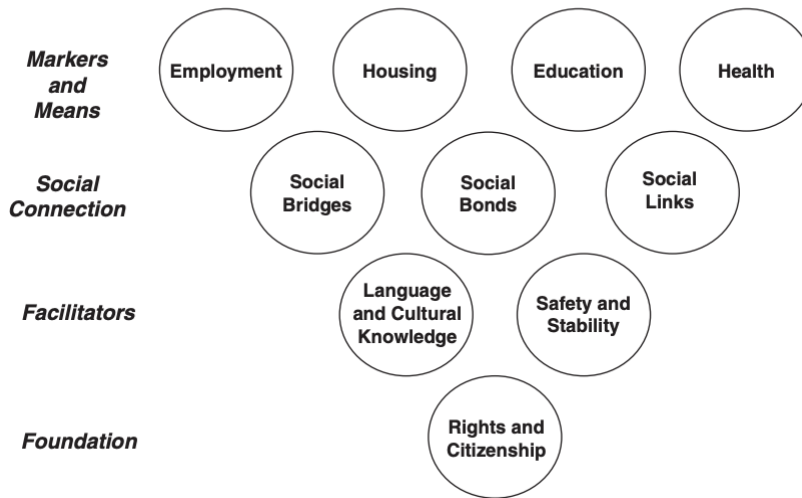 Markers
and
Means
Employment
Housing
Education
Health
Social
Connection
Social
Bridges
Social
Bonds
Social
Links
Facilitators
Language
and Cultural
Knowledge
Safety and
Stability
Foundation
Rights and
Citizenship